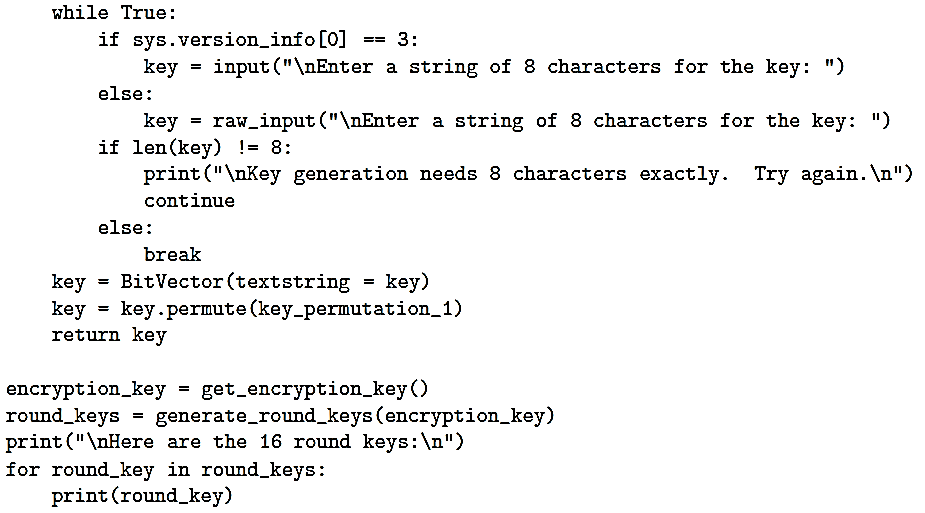 while True:
        if sys.version_info[0] == 3:
            key = input("\nEnter a string of 8 characters for the key: ")
        else:
            key = raw_input("\nEnter a string of 8 characters for the key: ")
        if len(key) != 8:
            print("\nKey generation needs 8 characters exactly.  Try again.\n")
            continue
        else:
            break
    key = BitVector(textstring = key)
    key = key.permute(key_permutation_1)
    return key

encryption_key = get_encryption_key()
round_keys = generate_round_keys(encryption_key)
print("\nHere are the 16 round keys:\n")
for round_key in round_keys:
    print(round_key)